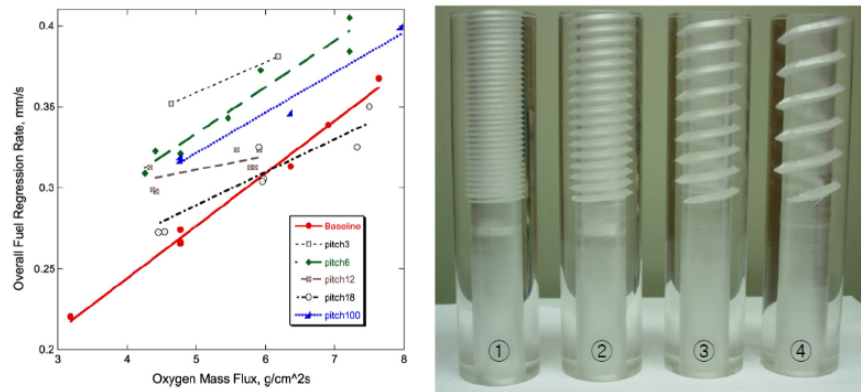 0.4
0.35
0.3
0.25
0.2
Overall Fuel Regression Rate, mm/s
Baseline
pitch3
pitch6
pitch12
pitch18
pitch100
3 4 5 6 7 8
Oxygen Mass Flux, g/cm^2s
① ② ③ ④